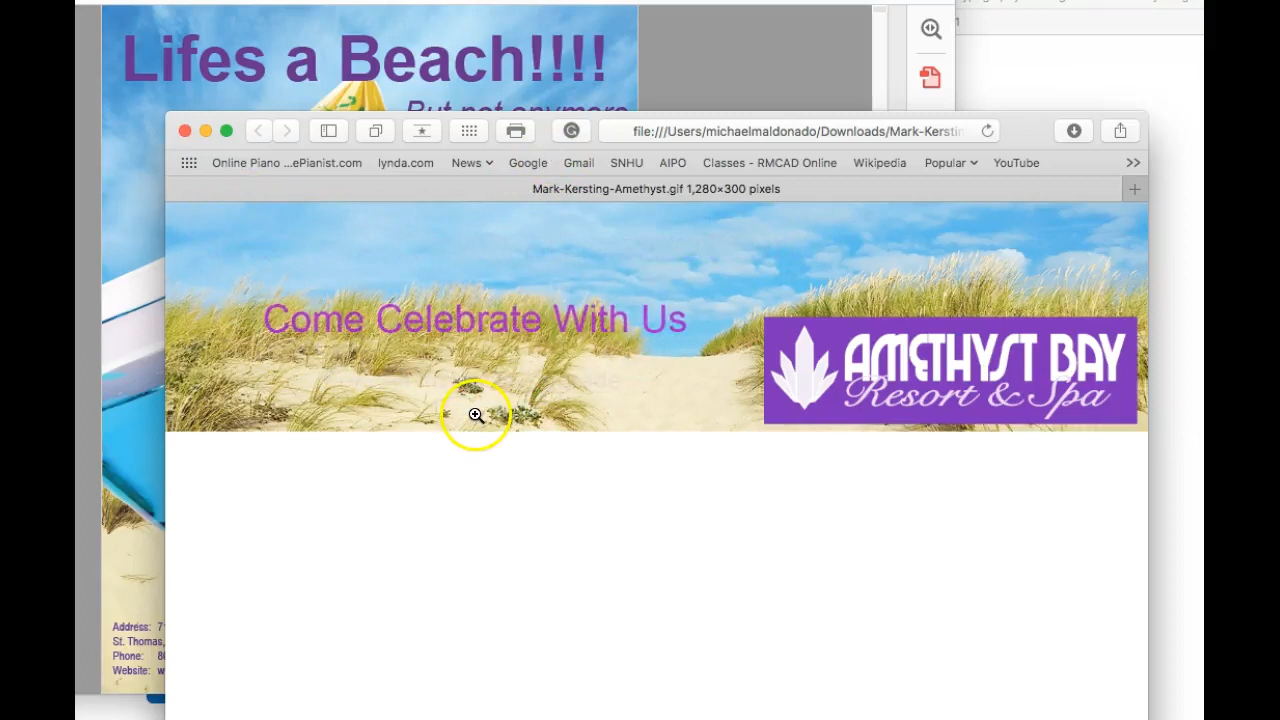 Lifes a Beach!!!!
But not anymore
file:///Users/michaelmaldonado/Downloads/Mark-Kerstin
Online Piano ...ePianist.com lynda.com News Google Gmail SNHU AIPO Classes - RMCAD Online Wikipedia Popular YouTube
Mark-Kersting-Amethyst.gif 1,280×300 pixels
Come Celebrate With Us
AMETHYST BAY
Resort & Spa
Address: 7
St. Thomas,
Phone: 8
Website: w